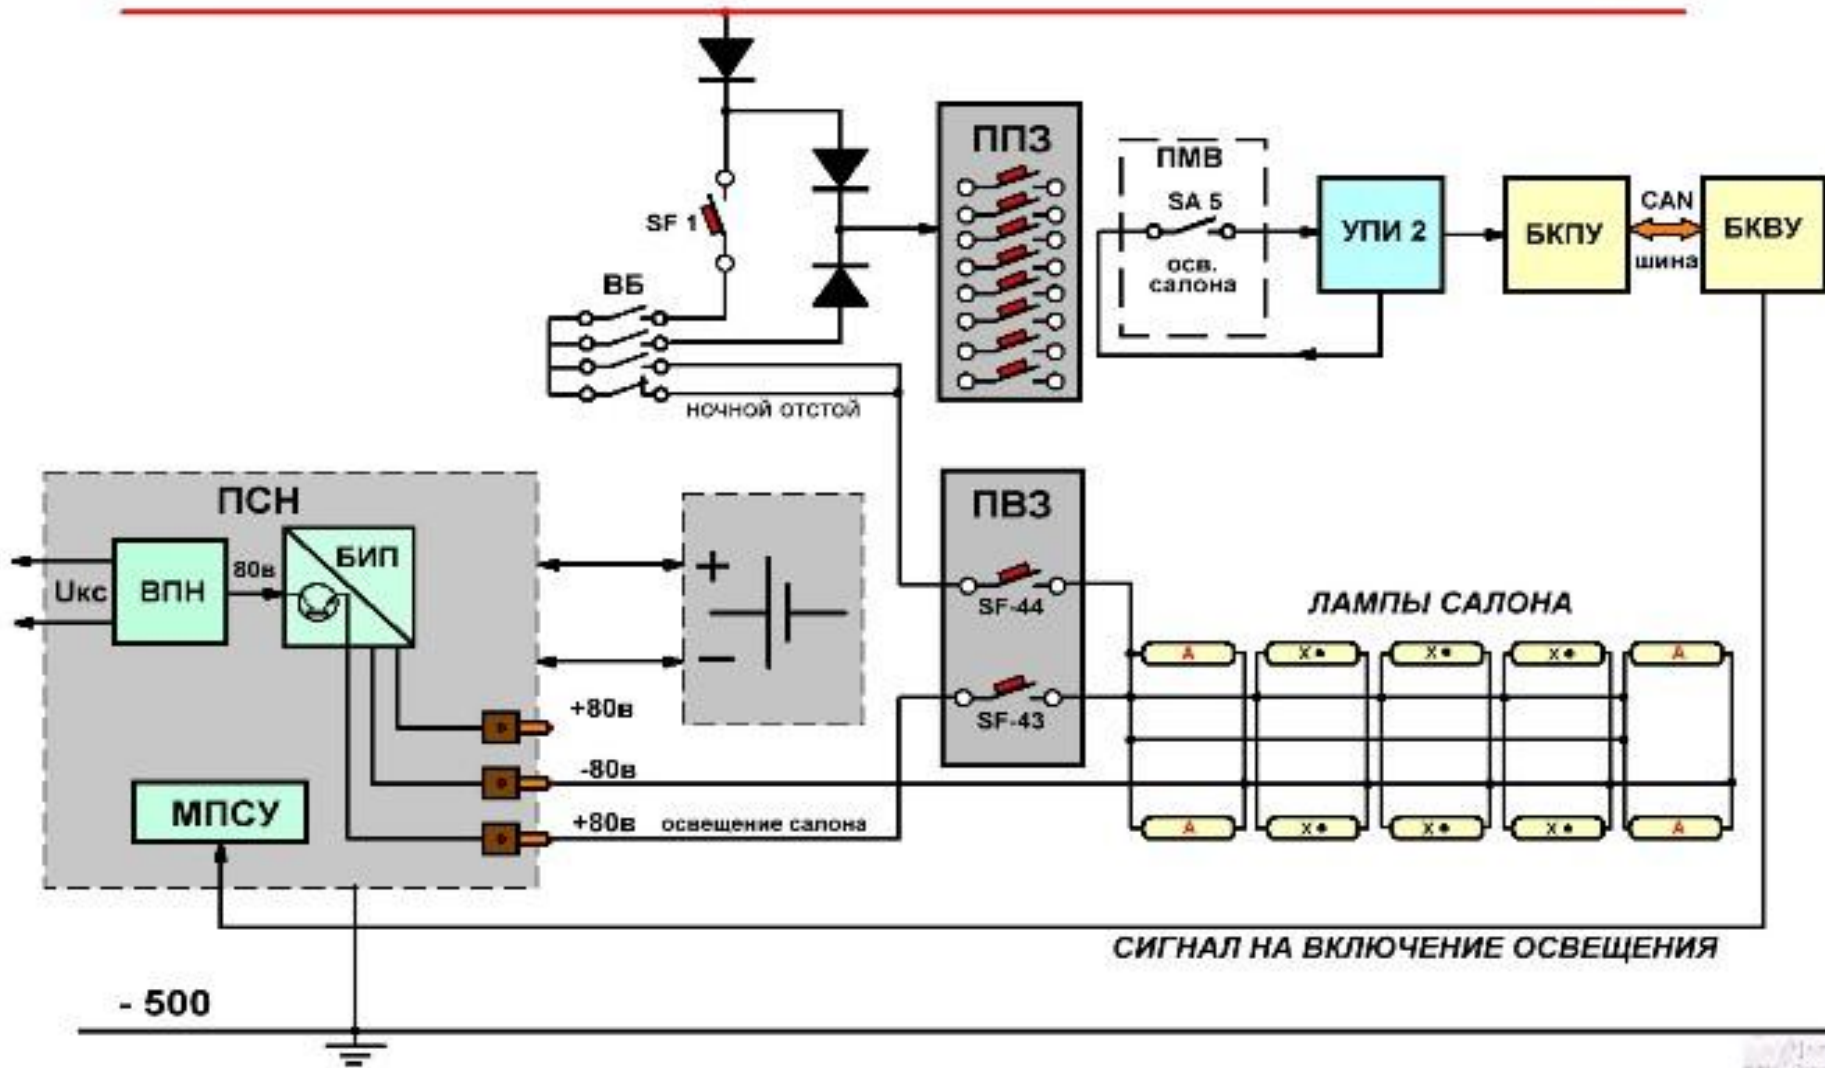 ППЗ
ПМВ
SA 5
осв.
салона
УПИ 2
БКПУ
CAN
шина
БКВУ
SF 1
ВБ
ночной отстой
ПСН
БИП
Uкс
ВПН
80в
+
−
ПВЗ
SF-44
SF-43
ЛАМПЫ САЛОНА
А
Х
Х
Х
А
+80в
-80в
+80в освещение салона
МПСУ
А
Х
Х
Х
А
СИГНАЛ НА ВКЛЮЧЕНИЕ ОСВЕЩЕНИЯ
- 500